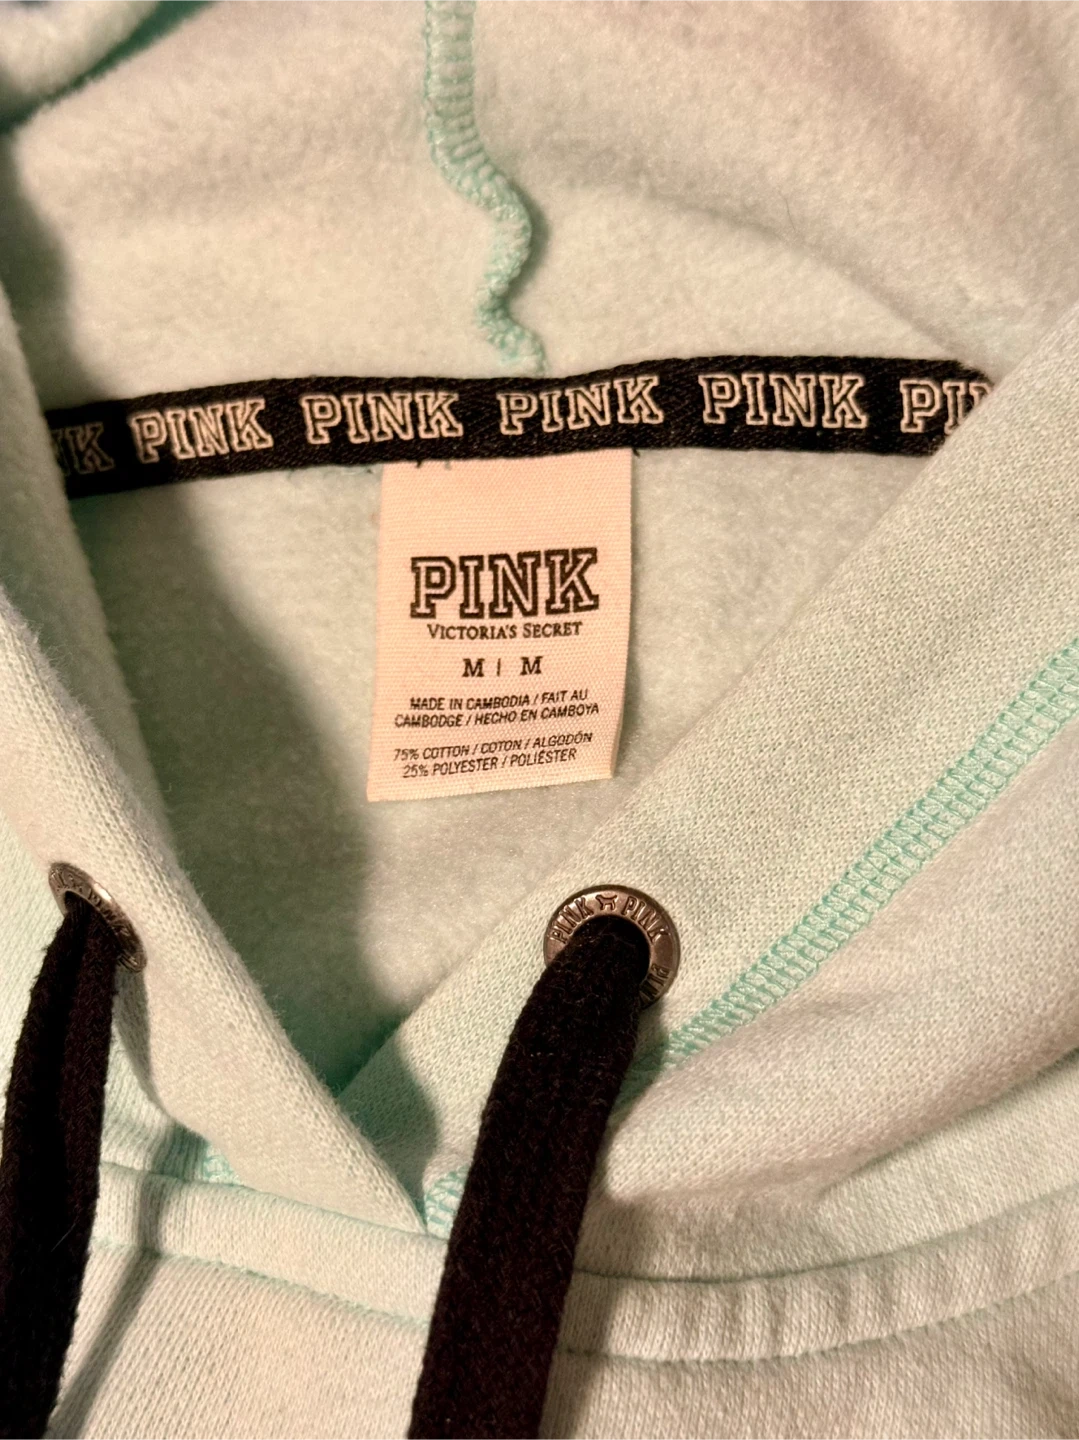 PINK PINK PINK PINK
PINK
VICTORIA'S SECRET
M | M
MADE IN CAMBODIA / FAIT AU
CAMBODGE / HECHO EN CAMBOYA
75% COTTON / COTON / ALGODÓN
25% POLYESTER / POLIÉSTER
PINK PINK